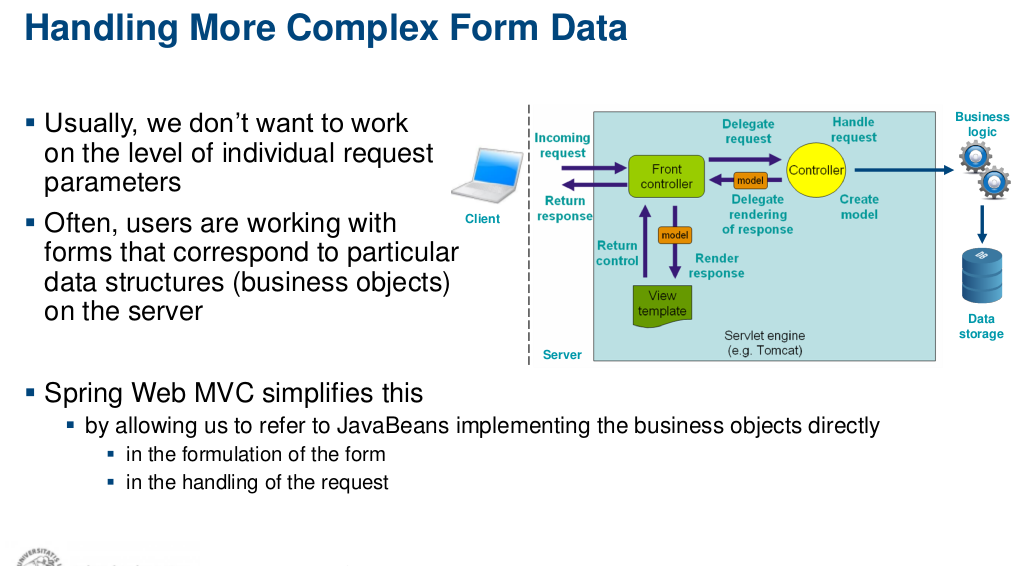 Handling More Complex Form Data
▪ Usually, we don't want to work
on the level of individual request
parameters
▪ Often, users are working with
forms that correspond to particular
data structures (business objects)
on the server
Client
Incoming
request
Return
response
Server
Front
controller
Delegate
request
model
Delegate
rendering
of response
Handle
request
Controller
Create
model
Return
control
model
Render
response
View
template
Servlet engine
(e.g. Tomcat)
Business
logic
DB
Data
storage
▪ Spring Web MVC simplifies this
▪ by allowing us to refer to JavaBeans implementing the business objects directly
▪ in the formulation of the form
▪ in the handling of the request